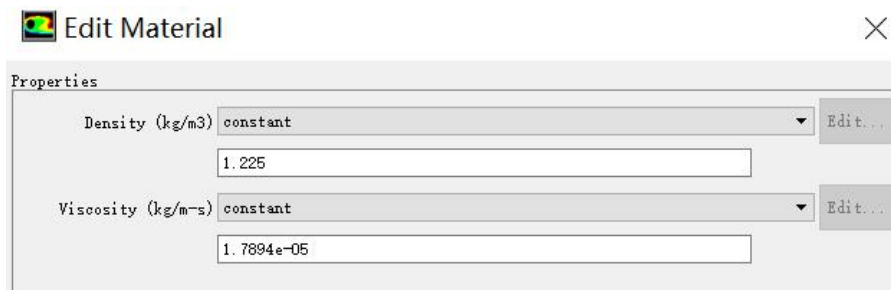 Edit Material
Properties
Density (kg/m3) constant Edit...
1.225
Viscosity (kg/m-s) constant Edit...
1.7894e-05